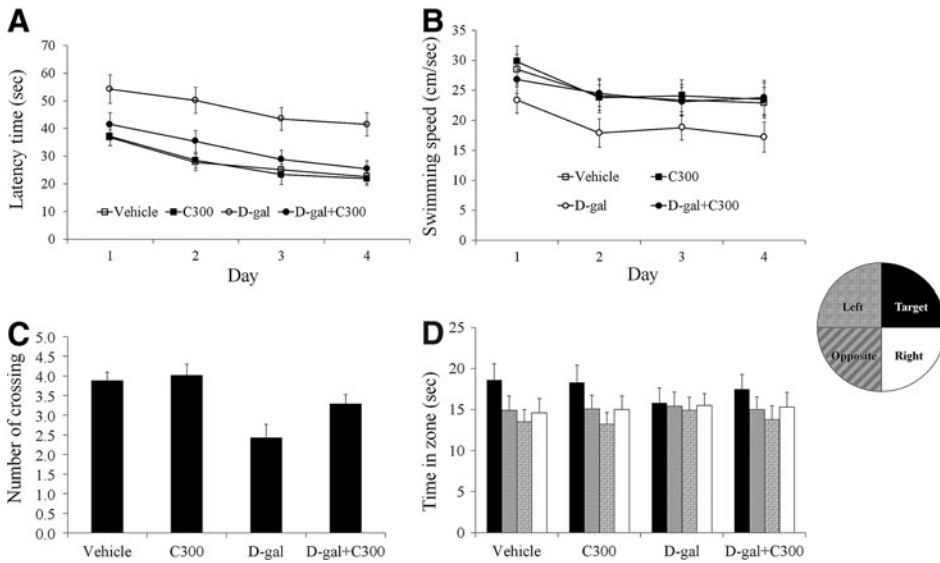 A
Latency time (sec)
70
60
50
40
30
20
10
0
Vehicle C300 D-gal D-gal+C300
1 2 3 4
Day
B
Swimming speed (cm/sec)
35
30
25
20
15
10
5
0
Vehicle C300
D-gal D-gal+C300
1 2 3 4
Day
Left Target
Opposite Right
C
Number of crossing
5.0
4.5
4.0
3.5
3.0
2.5
2.0
1.5
1.0
0.5
0.0
Vehicle C300 D-gal D-gal+C300
D
Time in zone (sec)
25
20
15
10
5
0
Vehicle C300 D-gal D-gal+C300